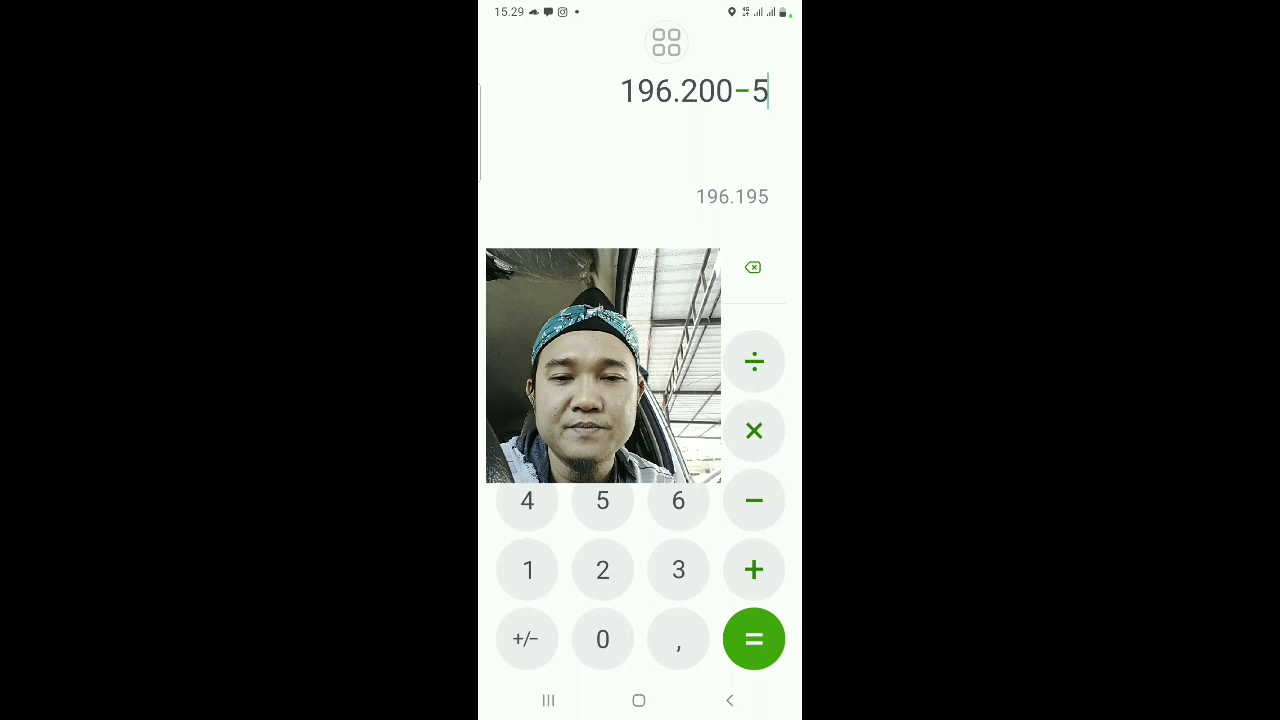 15.29
196.200−5
196.195
÷
×
4 5 6 −
1 2 3 +
+/− 0 , =